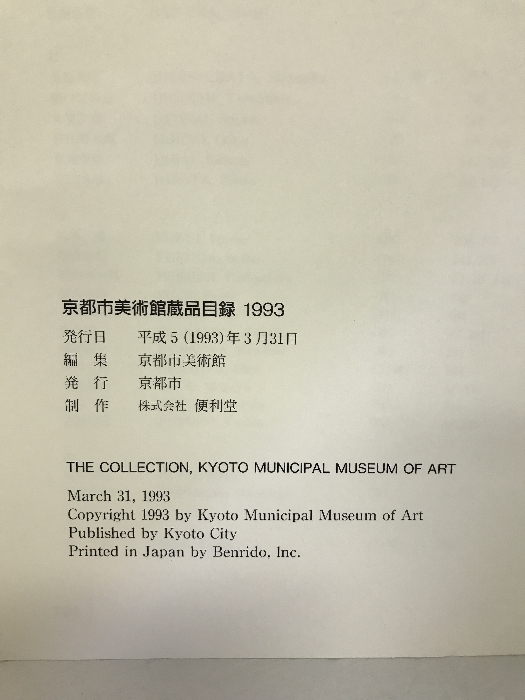 京都市美術館蔵品目録 1993
発行日 平成5(1993)年3月31日
編 集 京都市美術館
発 行 京都市
制 作 株式会社 便利堂
THE COLLECTION, KYOTO MUNICIPAL MUSEUM OF ART
March 31, 1993
Copyright 1993 by Kyoto Municipal Museum of Art
Published by Kyoto City
Printed in Japan by Benrido, Inc.